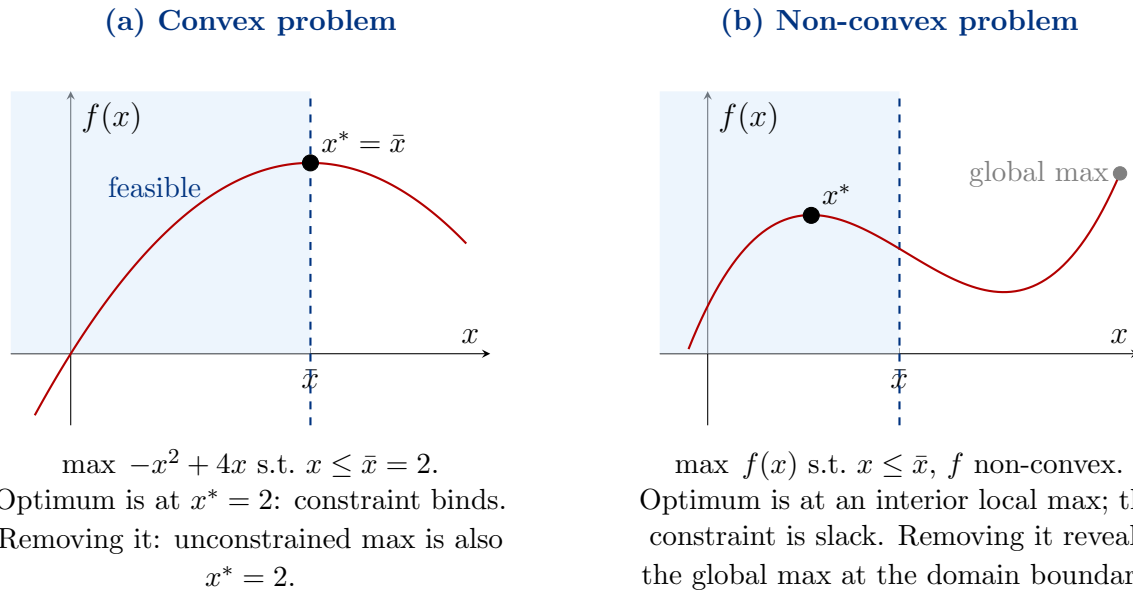 (a) Convex problem
f(x)
x* = x̄
feasible
x
x̄
max −x² + 4x s.t. x ≤ x̄ = 2.
Optimum is at x* = 2: constraint binds.
Removing it: unconstrained max is also
x* = 2.
(b) Non-convex problem
f(x)
global max
x*
x
x̄
max f(x) s.t. x ≤ x̄, f non-convex.
Optimum is at an interior local max; th
constraint is slack. Removing it reveal
the global max at the domain boundar